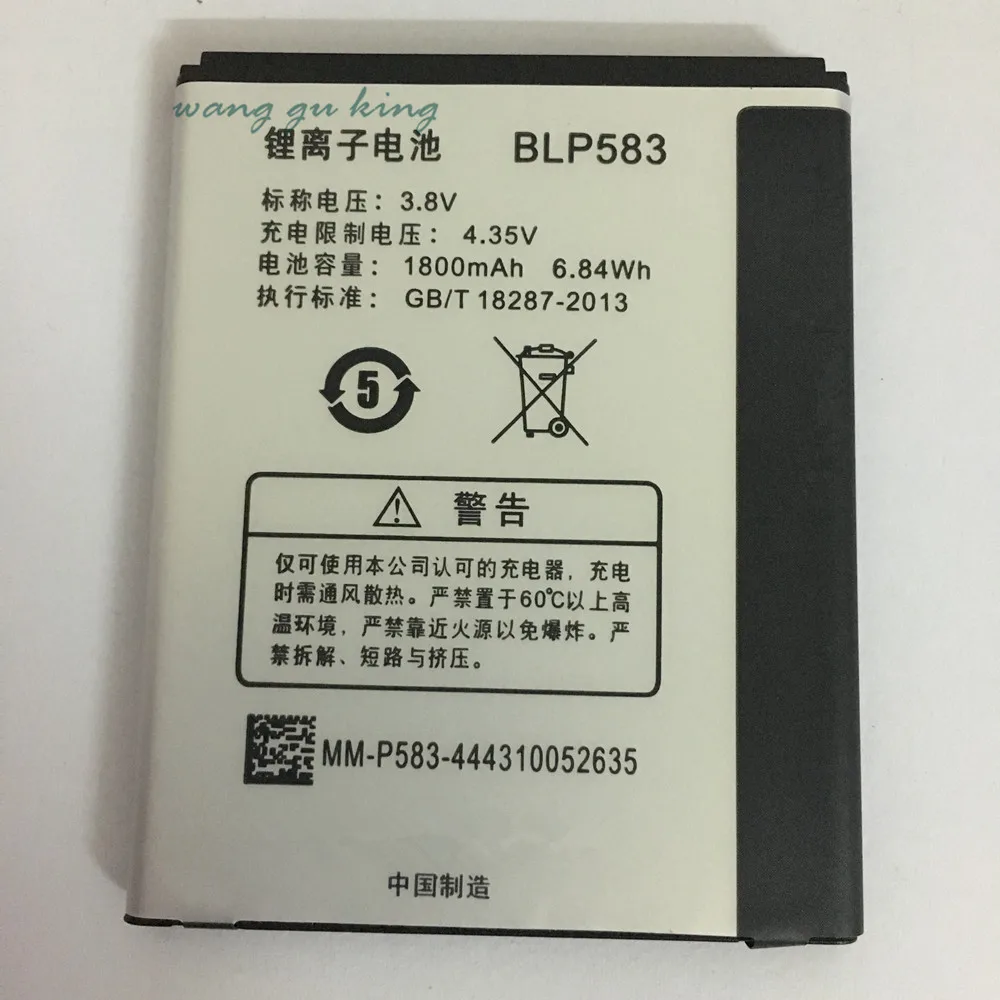 wang gu king
锂离子电池 BLP583
标称电压：3.8V
充电限制电压：4.35V
电池容量：1800mAh 6.84Wh
执行标准：GB/T 18287-2013
5
警告
仅可使用本公司认可的充电器，充电
时需通风散热。严禁置于60℃以上高
温环境，严禁靠近火源以免爆炸。严
禁拆解、短路与挤压。
MM-P583-444310052635
中国制造